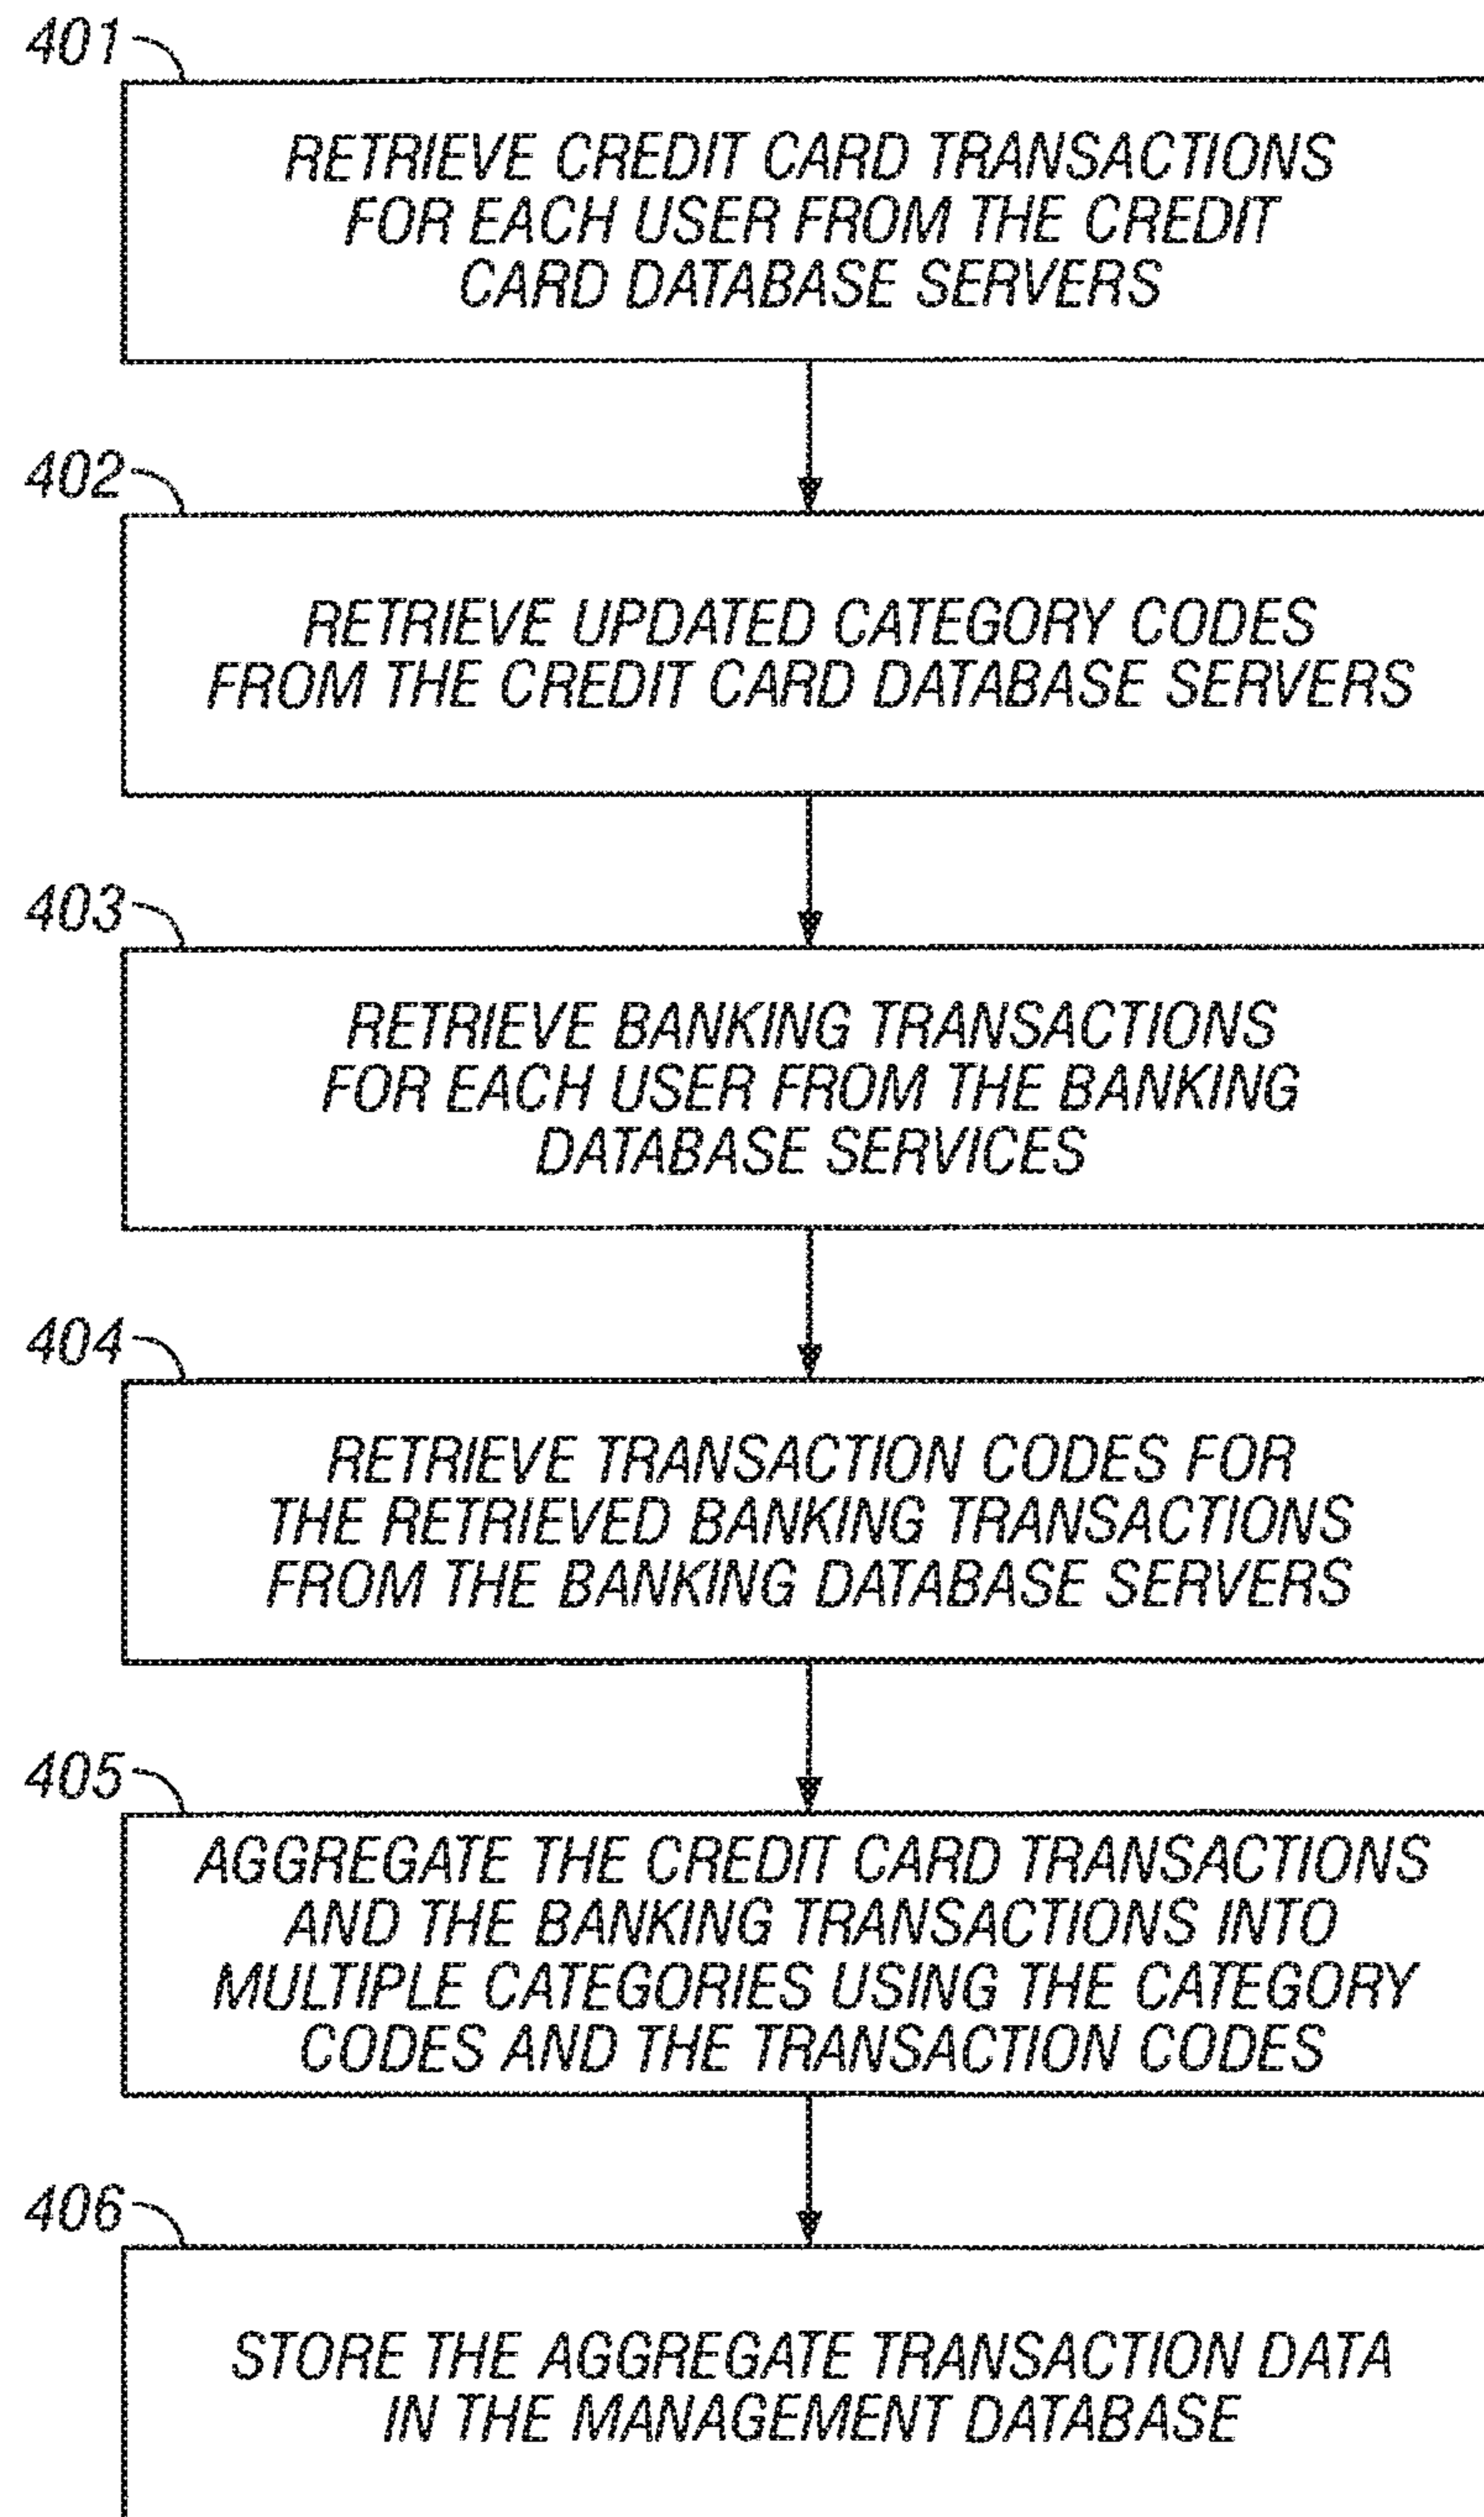 401
RETRIEVE CREDIT CARD TRANSACTIONS
FOR EACH USER FROM THE CREDIT
CARD DATABASE SERVERS
402
RETRIEVE UPDATED CATEGORY CODES
FROM THE CREDIT CARD DATABASE SERVERS
403
RETRIEVE BANKING TRANSACTIONS
FOR EACH USER FROM THE BANKING
DATABASE SERVICES
404
RETRIEVE TRANSACTION CODES FOR
THE RETRIEVED BANKING TRANSACTIONS
FROM THE BANKING DATABASE SERVERS
405
AGGREGATE THE CREDIT CARD TRANSACTIONS
AND THE BANKING TRANSACTIONS INTO
MULTIPLE CATEGORIES USING THE CATEGORY
CODES AND THE TRANSACTION CODES
406
STORE THE AGGREGATE TRANSACTION DATA
IN THE MANAGEMENT DATABASE